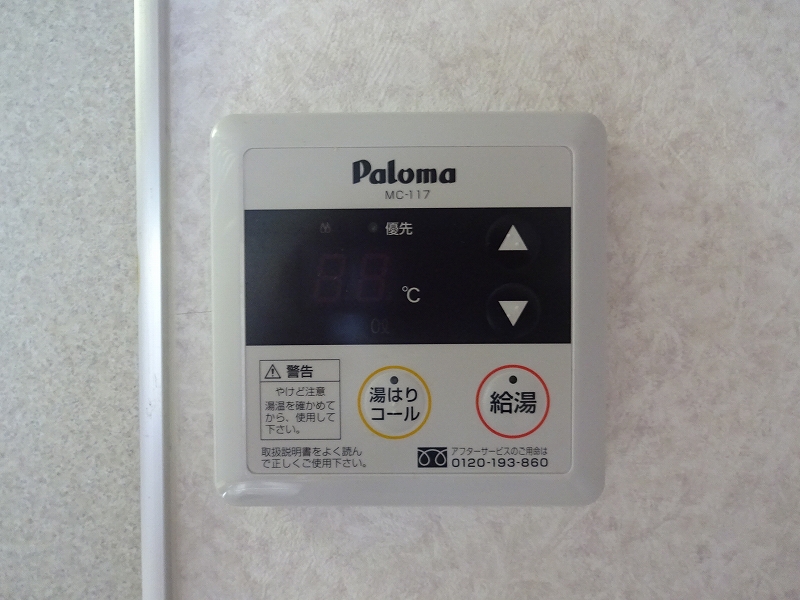 Paloma
MC-117
優先
88
℃
警告
やけど注意
湯温を確かめて
から、使用して
下さい。
湯はり
コール
給湯
取扱説明書をよく読ん
で正しくご使用下さい。
アフターサービスのご用命は
0120-193-860